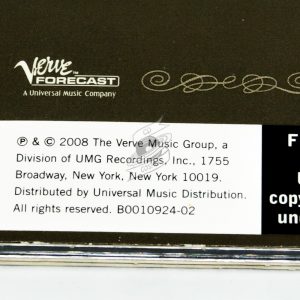 Verve
FORECAST
A Universal Music Company
℗ & © 2008 The Verve Music Group, a
Division of UMG Recordings, Inc., 1755
Broadway, New York, New York 10019.
Distributed by Universal Music Distribution.
All rights reserved. B0010924-02
F
U
copy
un